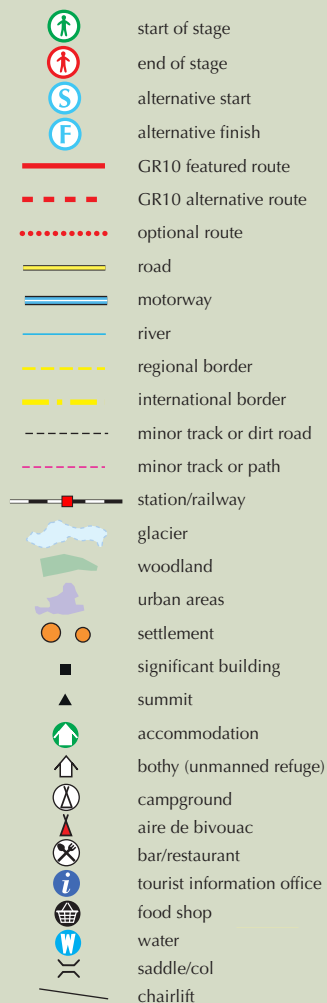 start of stage
end of stage
S alternative start
F alternative finish
GR10 featured route
GR10 alternative route
optional route
road
motorway
river
regional border
international border
minor track or dirt road
minor track or path
station/railway
glacier
woodland
urban areas
settlement
significant building
summit
accommodation
bothy (unmanned refuge)
campground
aire de bivouac
bar/restaurant
i tourist information office
food shop
W water
saddle/col
chairlift